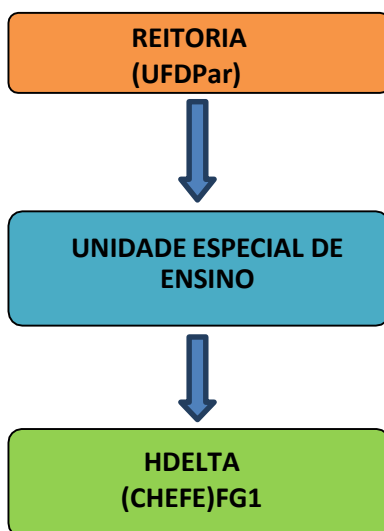 REITORIA
(UFDPar)
UNIDADE ESPECIAL DE
ENSINO
HDELTA
(CHEFE)FG1